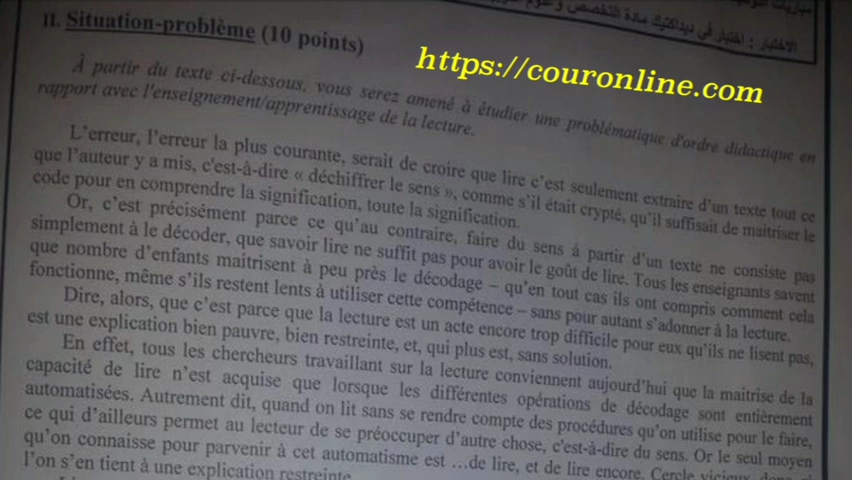 مباريات
الاختبار : اختبار في ديداكتيك مادة التخصص و علوم
II. Situation-problème (10 points)
https://couronline.com
À partir du texte ci-dessous, vous serez amené à étudier une problématique d'ordre didactique en
rapport avec l'enseignement/apprentissage de la lecture.
L'erreur, l'erreur la plus courante, serait de croire que lire c'est seulement extraire d'un texte tout ce
que l'auteur y a mis, c'est-à-dire « déchiffrer le sens », comme s'il était crypté, qu'il suffisait de maitriser le
code pour en comprendre la signification, toute la signification.
Or, c'est précisément parce ce qu'au contraire, faire du sens à partir d'un texte ne consiste pas
simplement à le décoder, que savoir lire ne suffit pas pour avoir le goût de lire. Tous les enseignants savent
que nombre d'enfants maitrisent à peu près le décodage – qu'en tout cas ils ont compris comment cela
fonctionne, même s'ils restent lents à utiliser cette compétence – sans pour autant s'adonner à la lecture.
Dire, alors, que c'est parce que la lecture est un acte encore trop difficile pour eux qu'ils ne lisent pas,
est une explication bien pauvre, bien restreinte, et, qui plus est, sans solution.
En effet, tous les chercheurs travaillant sur la lecture conviennent aujourd'hui que la maitrise de la
capacité de lire n'est acquise que lorsque les différentes opérations de décodage sont entièrement
automatisées. Autrement dit, quand on lit sans se rendre compte des procédures qu'on utilise pour le faire,
ce qui d'ailleurs permet au lecteur de se préoccuper d'autre chose, c'est-à-dire du sens. Or le seul moyen
qu'on connaisse pour parvenir à cet automatisme est …de lire, et de lire encore. Cercle vicieux, donc, si
l'on s'en tient à une explication restreinte.